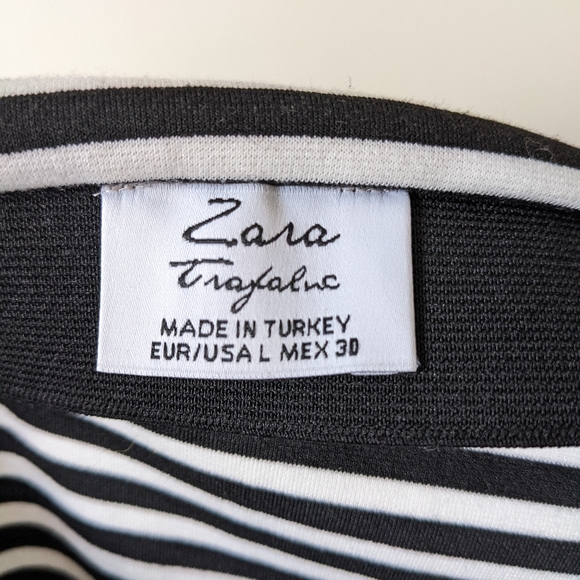 Zara
Trafaluc
MADE IN TURKEY
EUR/USA L MEX 30